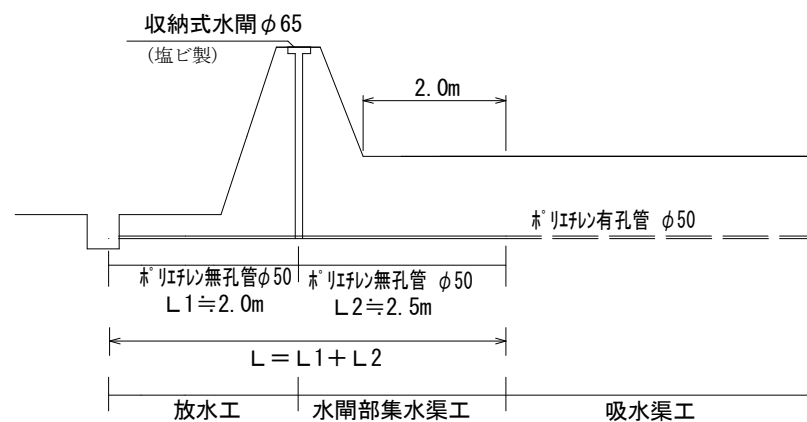 収納式水閘φ65
(塩ビ製)
2.0m
ﾎﾟﾘｴﾁﾚﾝ有孔管 φ50
ﾎﾟﾘｴﾁﾚﾝ無孔管φ50
ﾎﾟﾘｴﾁﾚﾝ無孔管 φ50
L1≒2.0m
L2≒2.5m
L＝L1＋L2
放水工
水閘部集水渠工
吸水渠工